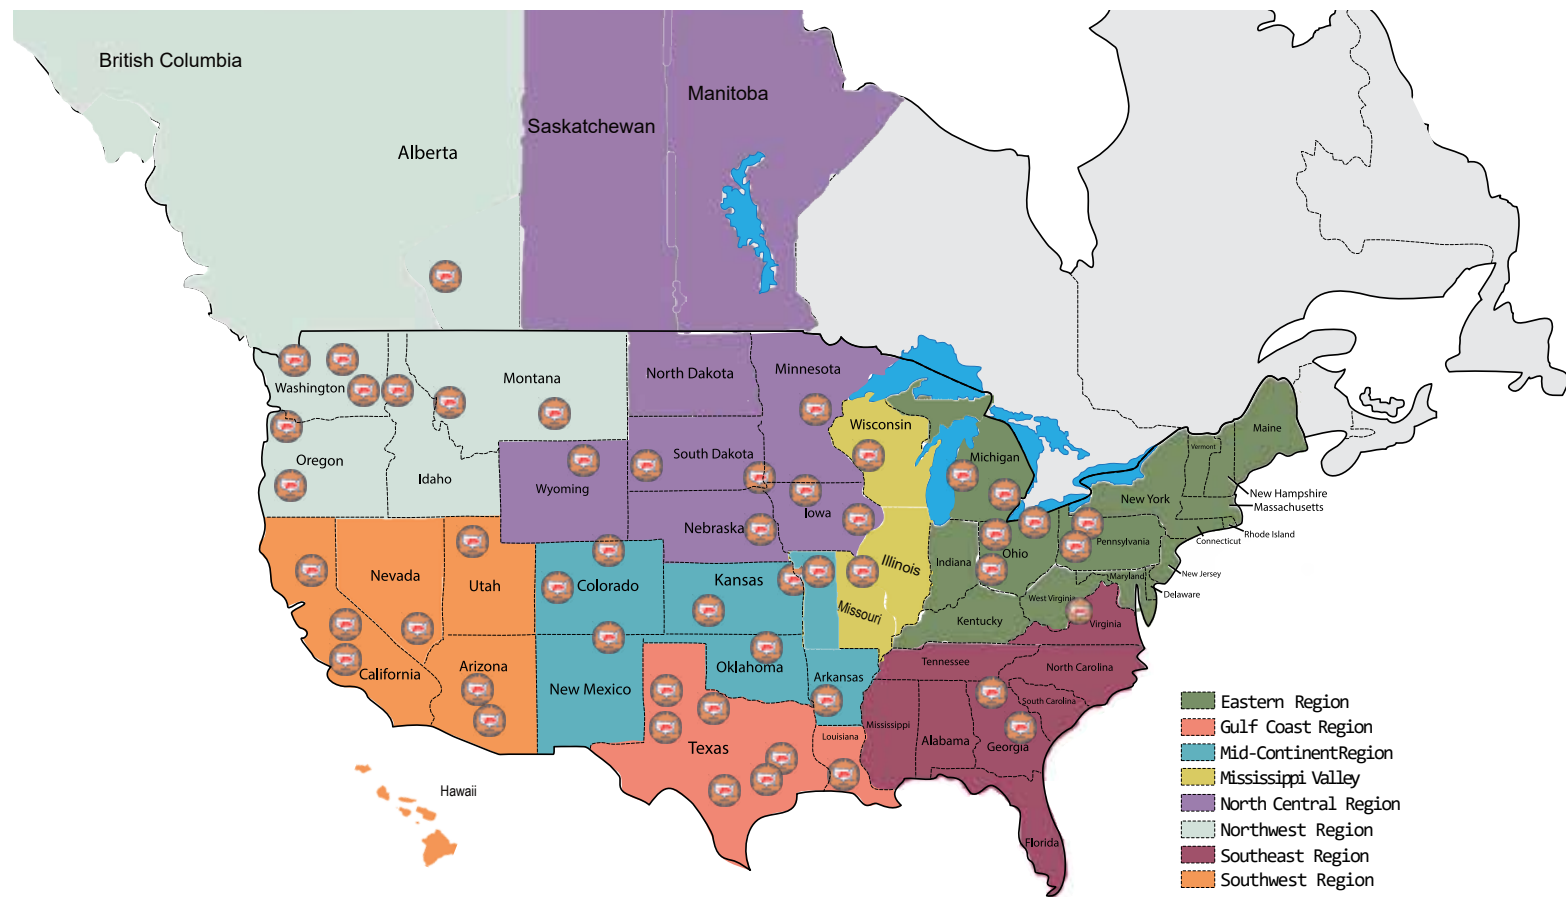 British Columbia
Manitoba
Saskatchewan
Alberta
Washington
Montana
North Dakota
Minnesota
Oregon
Idaho
Wyoming
South Dakota
Wisconsin
Michigan
Maine
Vermont
New York
New Hampshire
Massachusetts
Rhode Island
Connecticut
Nebraska
Iowa
Nevada
Utah
Colorado
Kansas
Illinois
Missouri
Indiana
Ohio
Pennsylvania
New Jersey
Maryland
Delaware
West Virginia
Virginia
Kentucky
California
Arizona
New Mexico
Oklahoma
Arkansas
Tennessee
North Carolina
South Carolina
Texas
Louisiana
Mississippi
Alabama
Georgia
Florida
Hawaii
Eastern Region
Gulf Coast Region
Mid-ContinentRegion
Mississippi Valley
North Central Region
Northwest Region
Southeast Region
Southwest Region